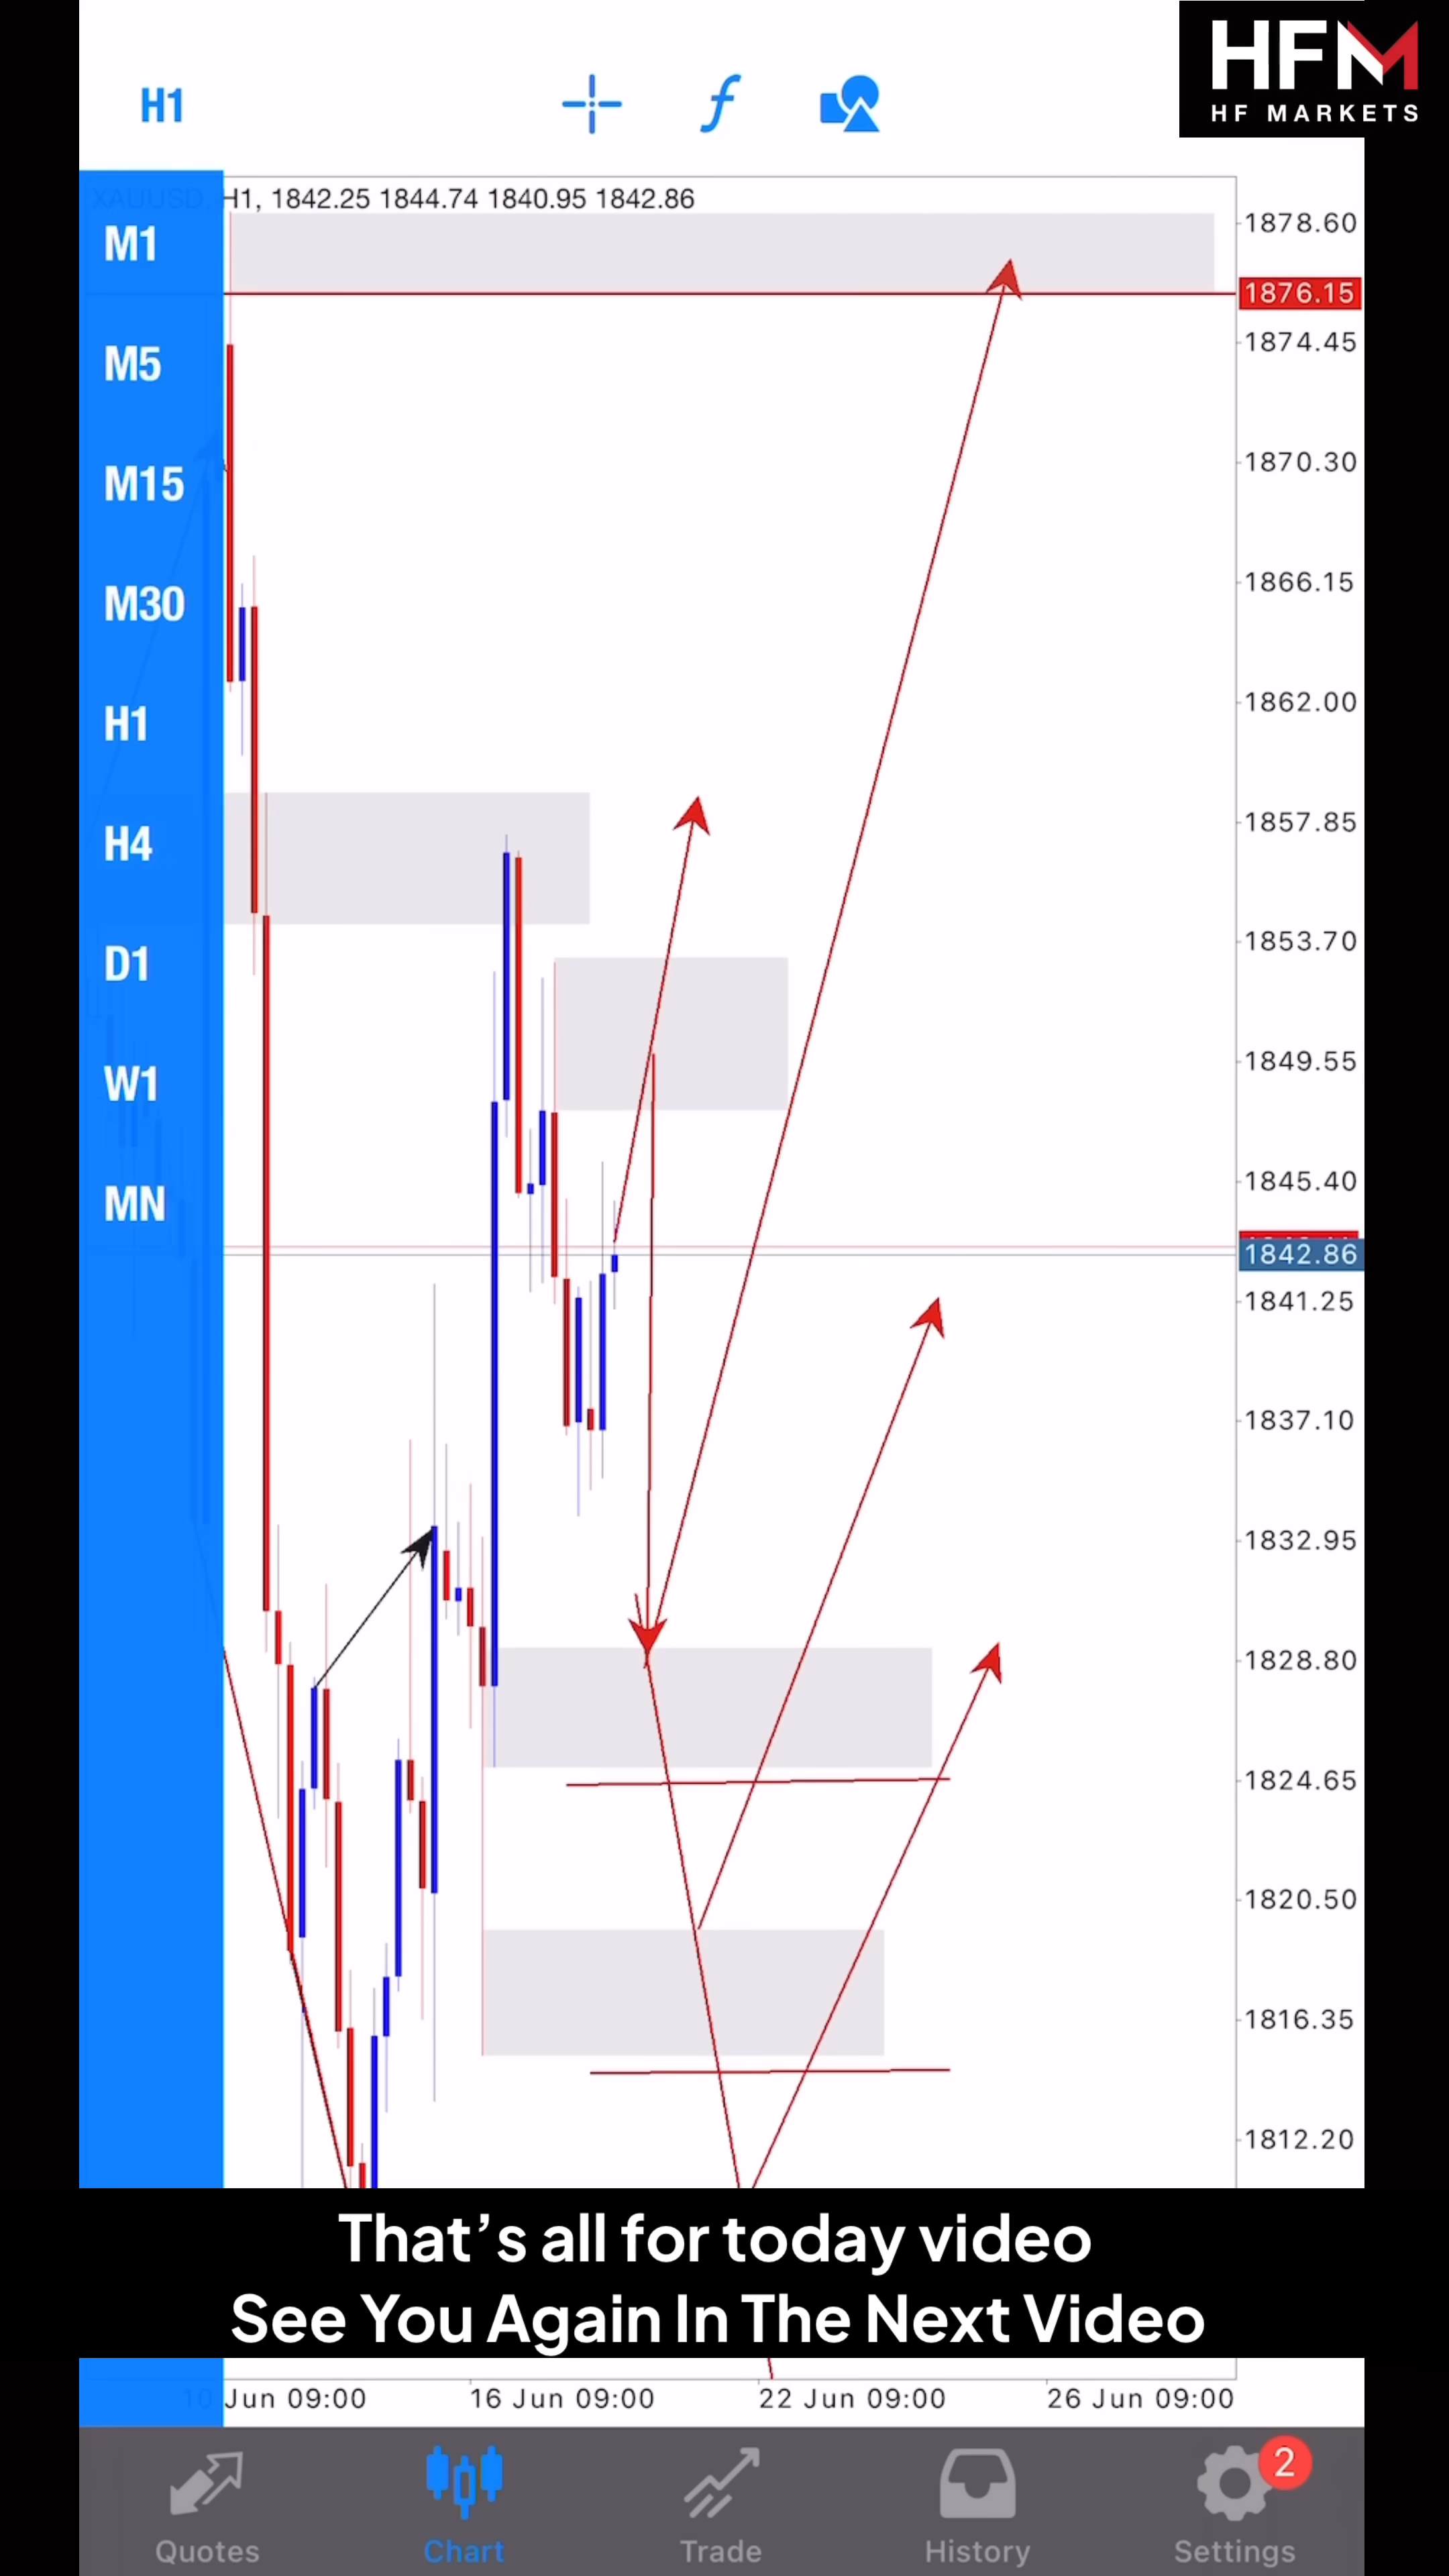 HFM
HF MARKETS
H1
XAUUSD, H1, 1842.25 1844.74 1840.95 1842.86
M1
M5
M15
M30
H1
H4
D1
W1
MN
1878.60
1876.15
1874.45
1870.30
1866.15
1862.00
1857.85
1853.70
1849.55
1845.40
1842.86
1841.25
1837.10
1832.95
1828.80
1824.65
1820.50
1816.35
1812.20
That’s all for today video
See You Again In The Next Video
10 Jun 09:00 16 Jun 09:00 22 Jun 09:00 26 Jun 09:00
2
Quotes Chart Trade History Settings